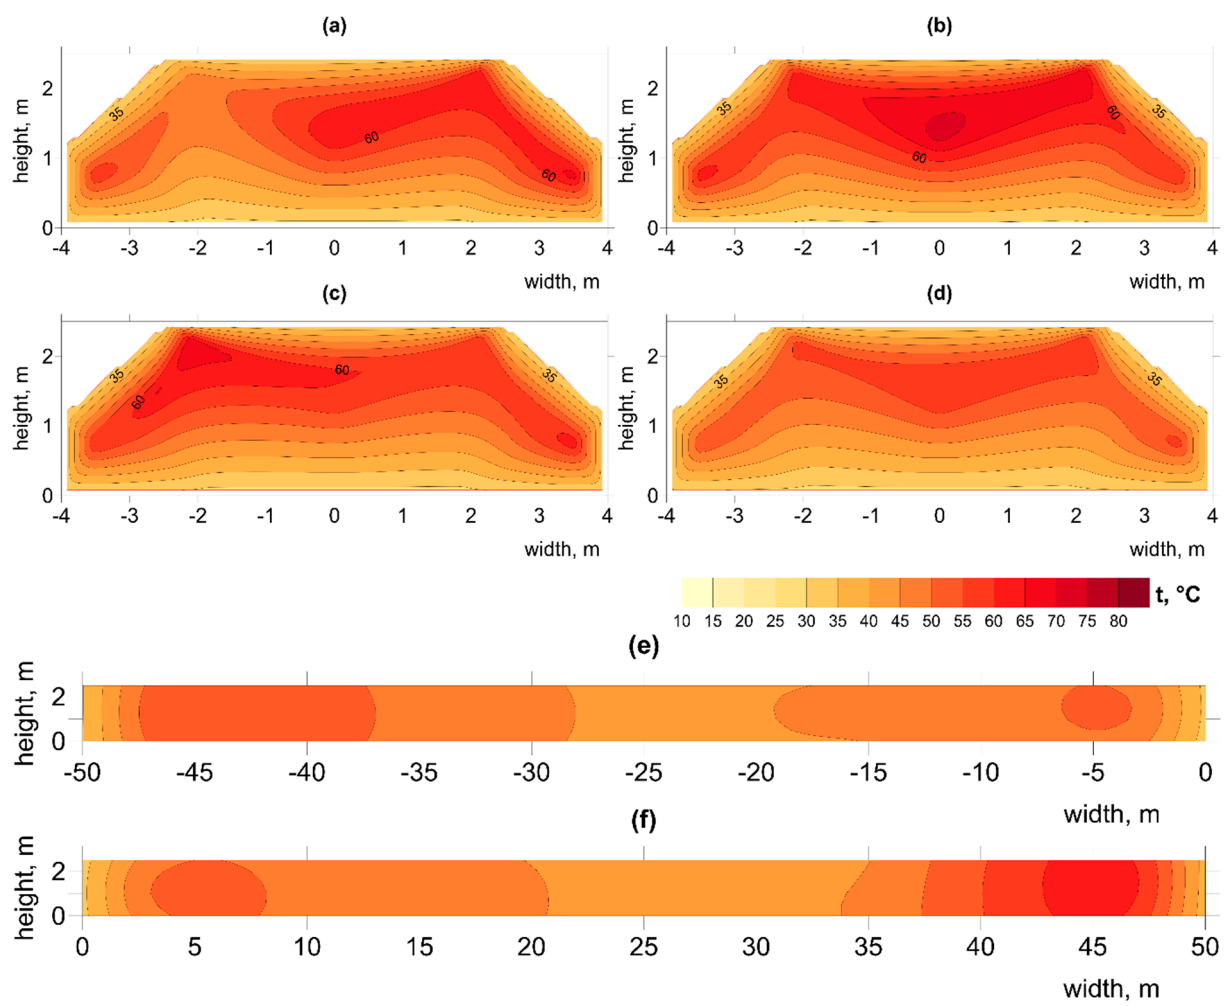 (a) (b)
height, m 2 1 0 35 60 60
height, m 2 1 0 35 60 60 35
-4 -3 -2 -1 0 1 2 3 4 -4 -3 -2 -1 0 1 2 3 4
width, m width, m
(c) (d)
height, m 2 1 0 35 60 60 35
height, m 2 1 0 35 35
-4 -3 -2 -1 0 1 2 3 4 -4 -3 -2 -1 0 1 2 3 4
width, m width, m
t, °C
10 15 20 25 30 35 40 45 50 55 60 65 70 75 80
(e)
height, m 2 0
-50 -45 -40 -35 -30 -25 -20 -15 -10 -5 0
width, m
(f)
height, m 2 0
0 5 10 15 20 25 30 35 40 45 50
width, m